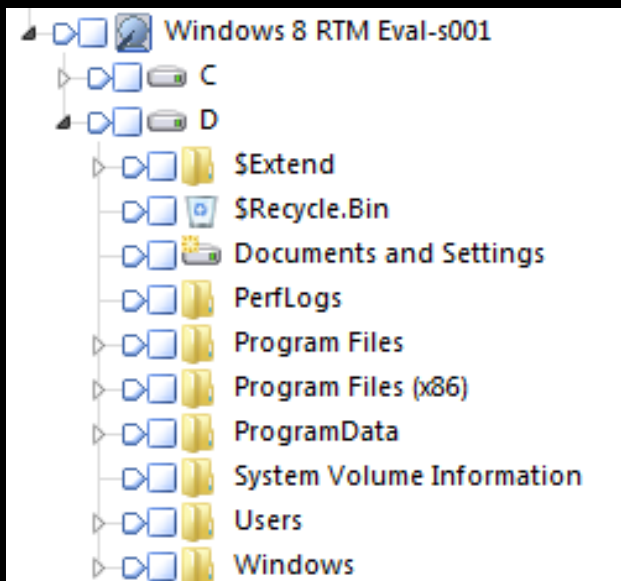 Windows 8 RTM Eval-s001
C
D
$Extend
$Recycle.Bin
Documents and Settings
PerfLogs
Program Files
Program Files (x86)
ProgramData
System Volume Information
Users
Windows